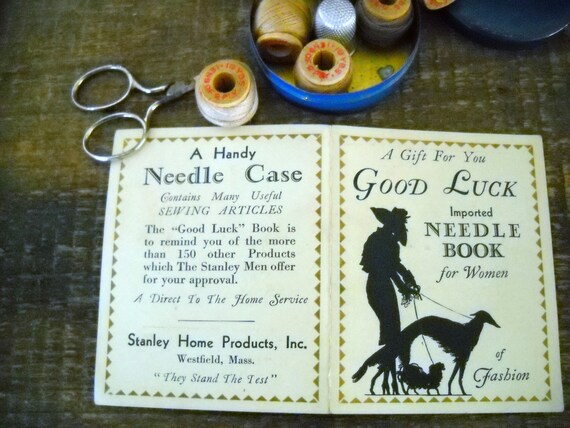 A Handy
Needle Case
Contains Many Useful
SEWING ARTICLES
The "Good Luck" Book is
to remind you of the more
than 150 other Products
which The Stanley Men offer
for your approval.
A Direct To The Home Service
Stanley Home Products, Inc.
Westfield, Mass.
"They Stand The Test"
A Gift For You
GOOD LUCK
Imported
NEEDLE
BOOK
for Women
of
Fashion